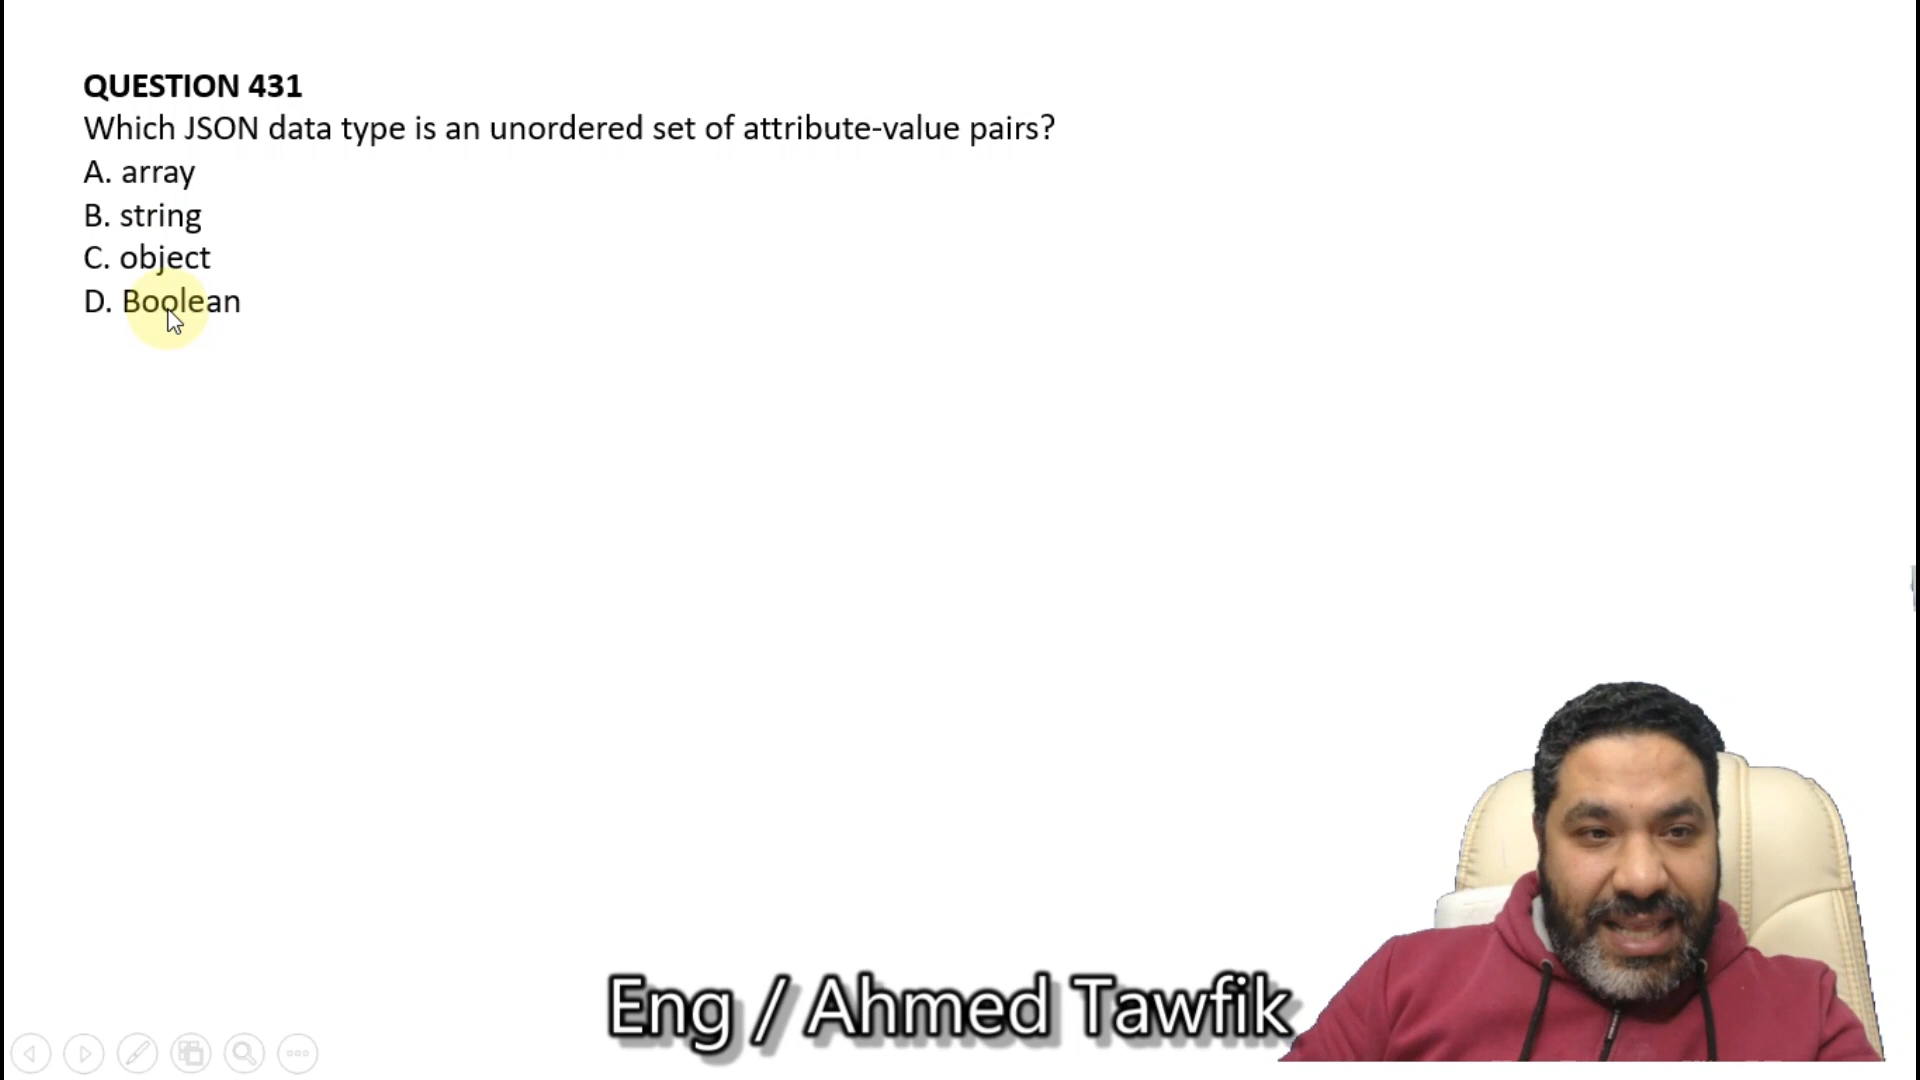 QUESTION 431
Which JSON data type is an unordered set of attribute-value pairs?
A. array
B. string
C. object
D. Boolean
Eng / Ahmed Tawfik